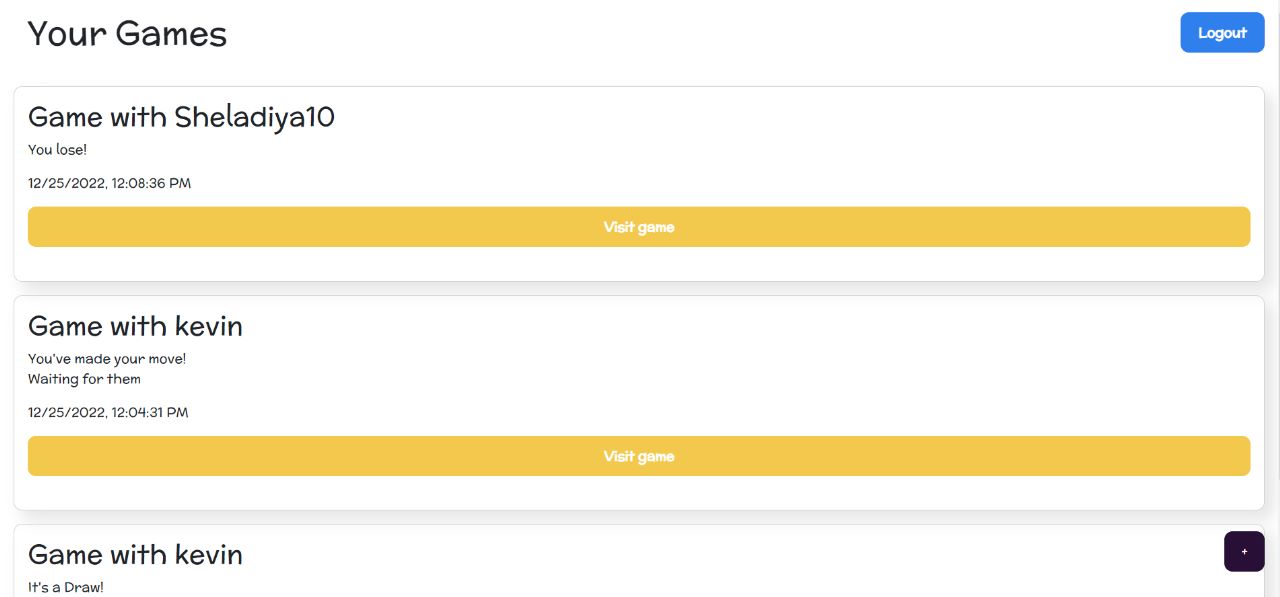 Your Games
Logout
Game with Sheladiya10
You lose!
12/25/2022, 12:08:36 PM
Visit game
Game with kevin
You've made your move!
Waiting for them
12/25/2022, 12:04:31 PM
Visit game
Game with kevin
+
It's a Draw!